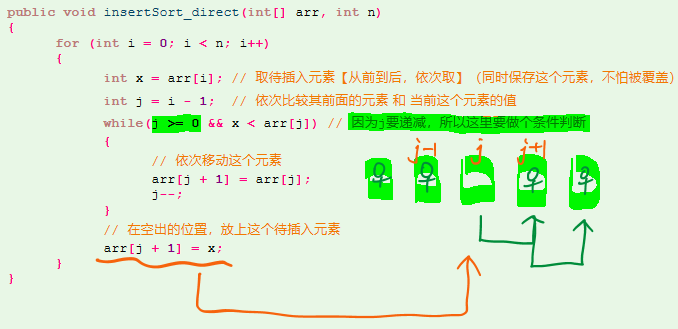 public void insertSort_direct(int[] arr, int n)
{
for (int i = 0; i < n; i++)
{
int x = arr[i]; // 取待插入元素【从前到后，依次取】（同时保存这个元素，不怕被覆盖）
int j = i - 1; // 依次比较其前面的元素 和 当前这个元素的值
while(j >= 0 && x < arr[j]) // 因为j要递减，所以这里要做个条件判断
{
// 依次移动这个元素
arr[j + 1] = arr[j];
j--;
}
// 在空出的位置，放上这个待插入元素
arr[j + 1] = x;
}
}
j-1 j j+1